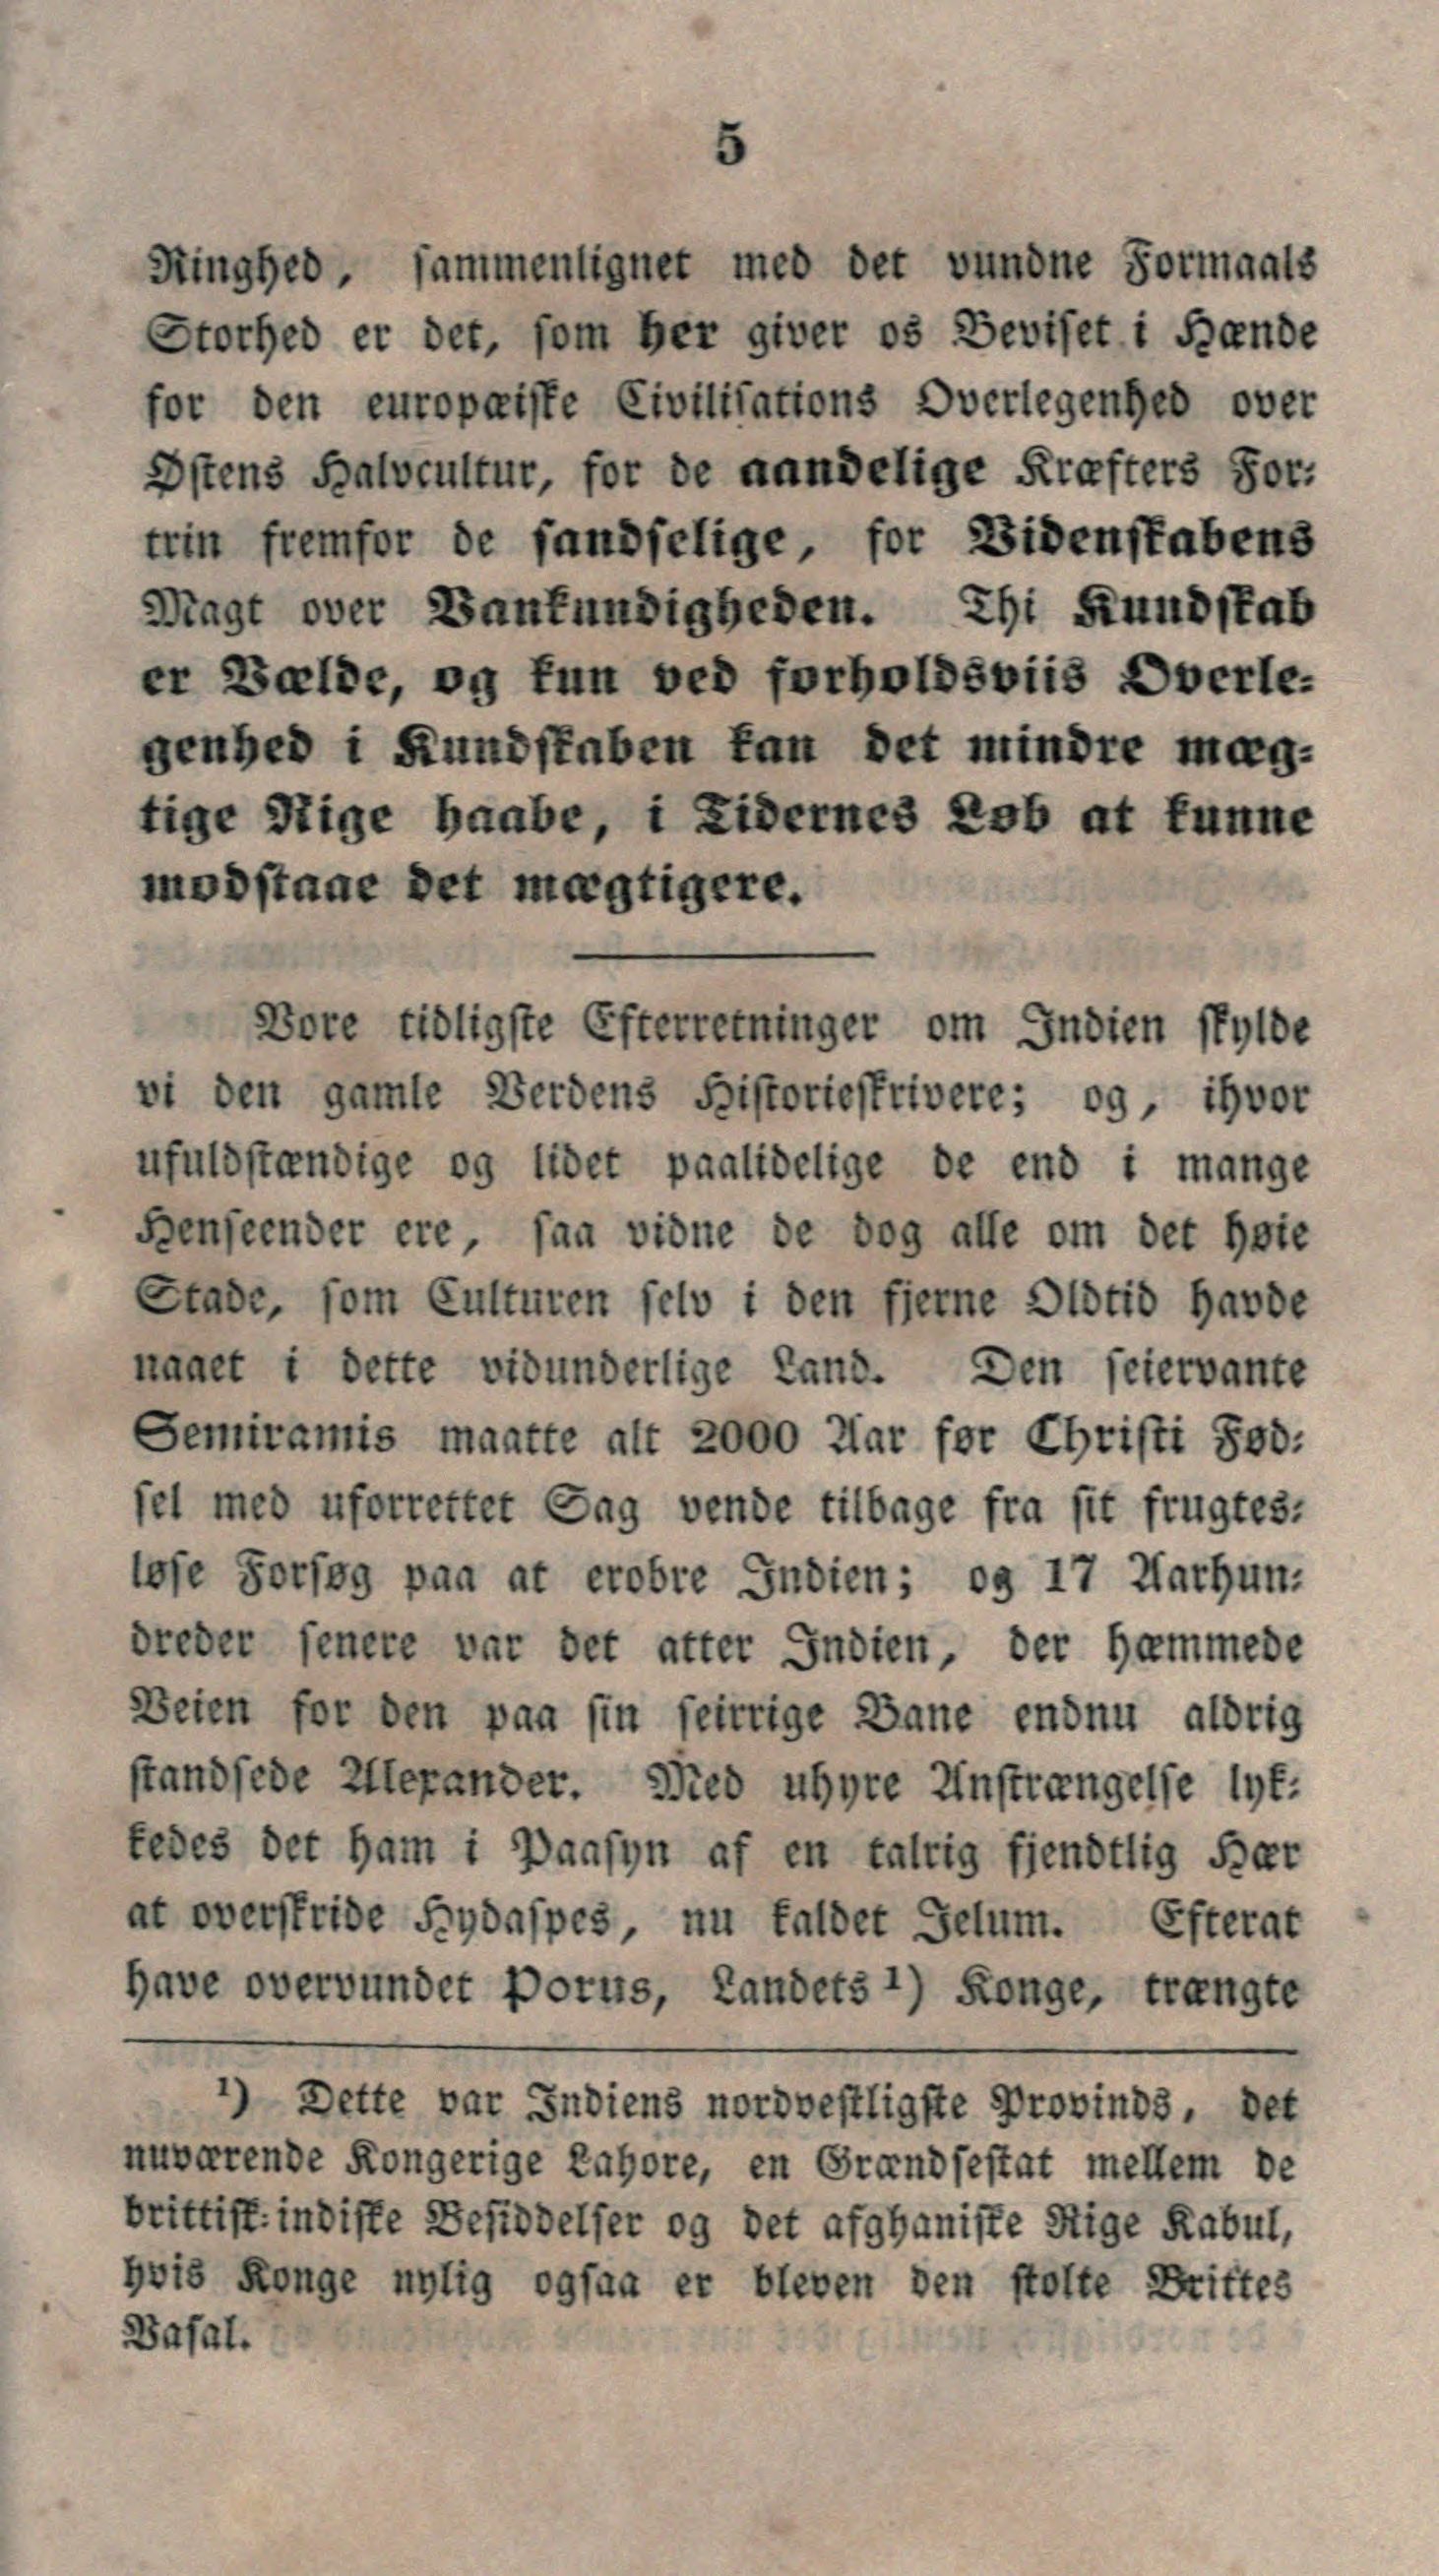 5
Ringhed, sammenlignet med det vundne Formaals
Storhed er det, som her giver os Beviset i Hænde
for den europæiske Civilisations Overlegenhed over
Østens Halvcultur, for de aandelige Kræfters For-
trin fremfor de sandselige, for Videnskabens
Magt over Vankundigheden. Thi Kundskab
er Vælde, og kun ved forholdsviis Overle-
genhed i Kundskaben kan det mindre mæg-
tige Rige haabe, i Tidernes Løb at kunne
modstaae det mægtigere.
Vore tidligste Efterretninger om Indien skylde
vi den gamle Verdens Historieskrivere; og, ihvor
ufuldstændige og lidet paalidelige de end i mange
Henseender ere, saa vidne de dog alle om det høie
Stade, som Culturen selv i den fjerne Oldtid havde
naaet i dette vidunderlige Land. Den seiervante
Semiramis maatte alt 2000 Aar før Christi Fød-
sel med uforrettet Sag vende tilbage fra sit frugtes-
løse Forsøg paa at erobre Indien; og 17 Aarhun-
dreder senere var det atter Indien, der hæmmede
Veien for den paa sin seirrige Bane endnu aldrig
standsede Alexander. Med uhyre Anstrængelse lyk-
kedes det ham i Paasyn af en talrig fjendtlig Hær
at overskride Hydaspes, nu kaldet Jelum. Efterat
have overvundet Porus, Landets ¹) Konge, trængte
¹) Dette var Indiens nordvestligste Provinds, det
nuværende Kongerige Lahore, en Grændsestat mellem de
brittisk-indiske Besiddelser og det afghaniske Rige Kabul,
hvis Konge nylig ogsaa er bleven den stolte Brittes
Vasal.